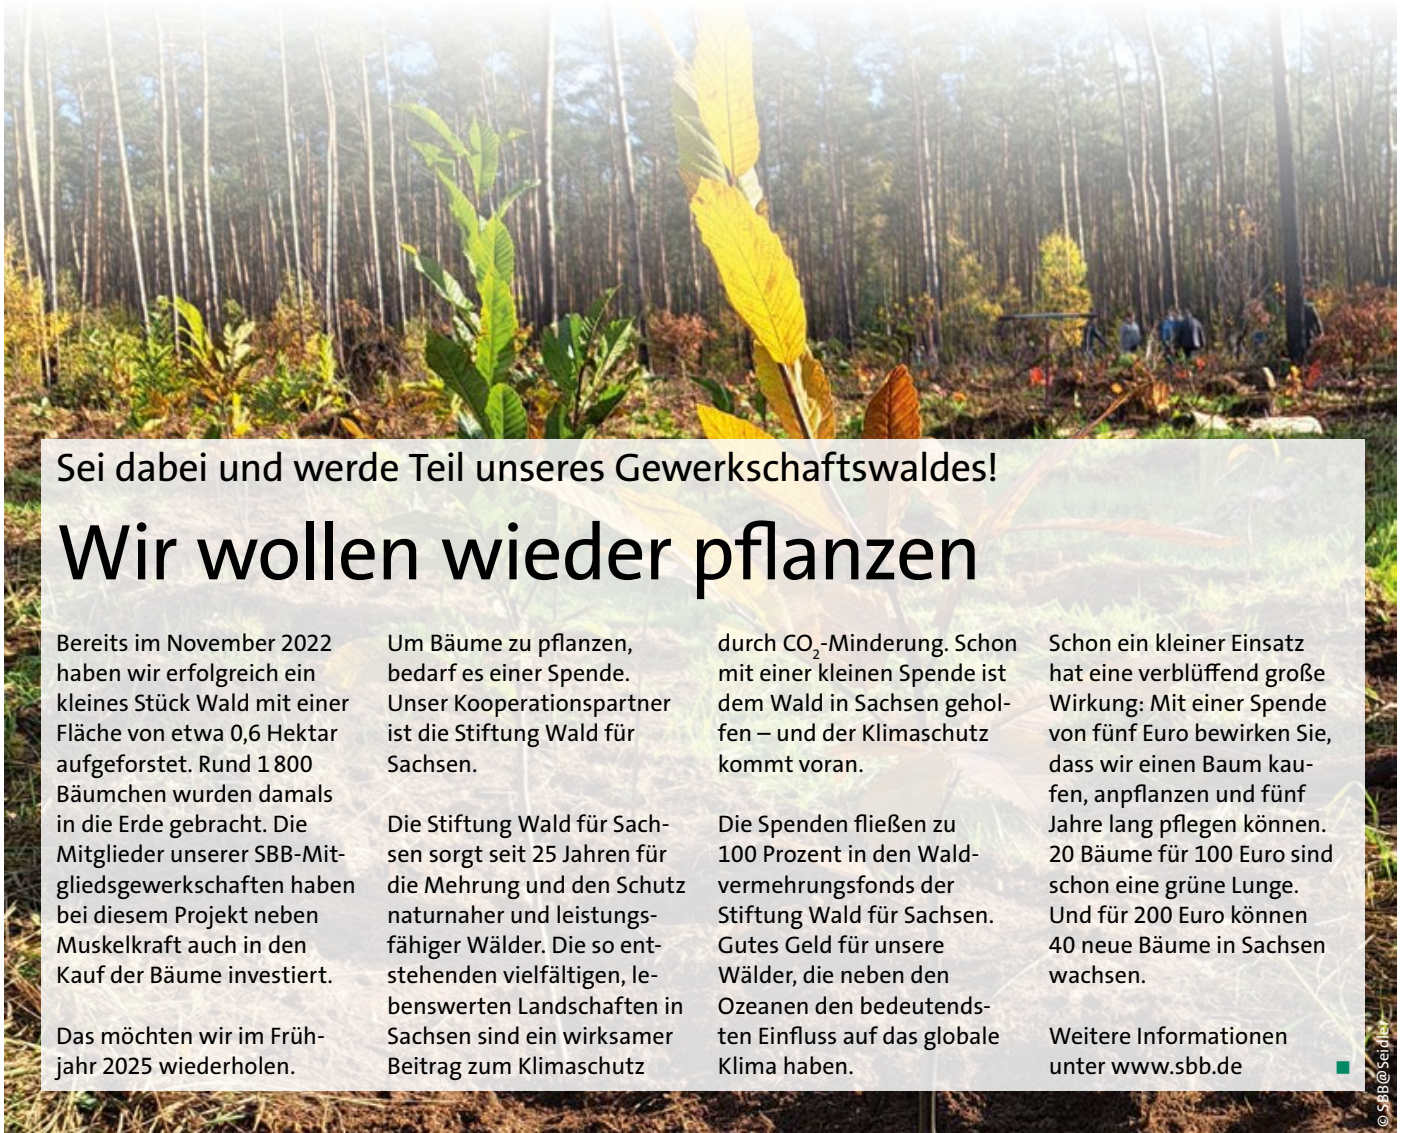 Sei dabei und werde Teil unseres Gewerkschaftswaldes!
Wir wollen wieder pflanzen
Bereits im November 2022
haben wir erfolgreich ein
kleines Stück Wald mit einer
Fläche von etwa 0,6 Hektar
aufgeforstet. Rund 1 800
Bäumchen wurden damals
in die Erde gebracht. Die
Mitglieder unserer SBB-Mit-
gliedsgewerkschaften haben
bei diesem Projekt neben
Muskelkraft auch in den
Kauf der Bäume investiert.
Das möchten wir im Früh-
jahr 2025 wiederholen.
Um Bäume zu pflanzen,
bedarf es einer Spende.
Unser Kooperationspartner
ist die Stiftung Wald für
Sachsen.
Die Stiftung Wald für Sach-
sen sorgt seit 25 Jahren für
die Mehrung und den Schutz
naturnaher und leistungs-
fähiger Wälder. Die so ent-
stehenden vielfältigen, le-
benswerten Landschaften in
Sachsen sind ein wirksamer
Beitrag zum Klimaschutz
durch CO₂-Minderung. Schon
mit einer kleinen Spende ist
dem Wald in Sachsen gehol-
fen – und der Klimaschutz
kommt voran.
Die Spenden fließen zu
100 Prozent in den Wald-
vermehrungsfonds der
Stiftung Wald für Sachsen.
Gutes Geld für unsere
Wälder, die neben den
Ozeanen den bedeutends-
ten Einfluss auf das globale
Klima haben.
Schon ein kleiner Einsatz
hat eine verblüffend große
Wirkung: Mit einer Spende
von fünf Euro bewirken Sie,
dass wir einen Baum kau-
fen, anpflanzen und fünf
Jahre lang pflegen können.
20 Bäume für 100 Euro sind
schon eine grüne Lunge.
Und für 200 Euro können
40 neue Bäume in Sachsen
wachsen.
Weitere Informationen
unter www.sbb.de
© SBB@Seidler